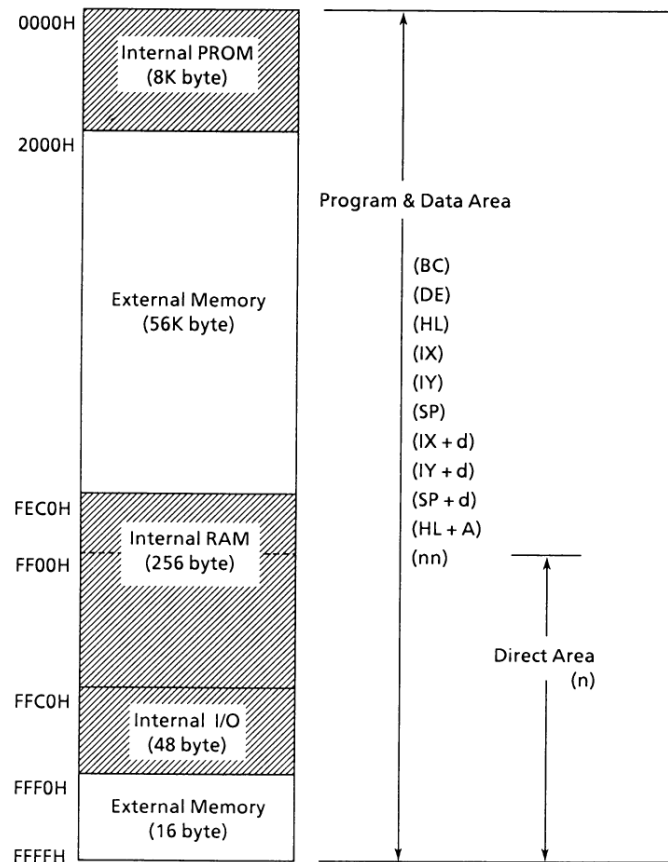 0000H
Internal PROM
(8K byte)
2000H
Program & Data Area
External Memory
(56K byte)
(BC)
(DE)
(HL)
(IX)
(IY)
(SP)
(IX + d)
(IY + d)
(SP + d)
(HL + A)
(nn)
FEC0H
Internal RAM
(256 byte)
FF00H
Direct Area
(n)
FFC0H
Internal I/O
(48 byte)
FFF0H
External Memory
(16 byte)
FFFFH